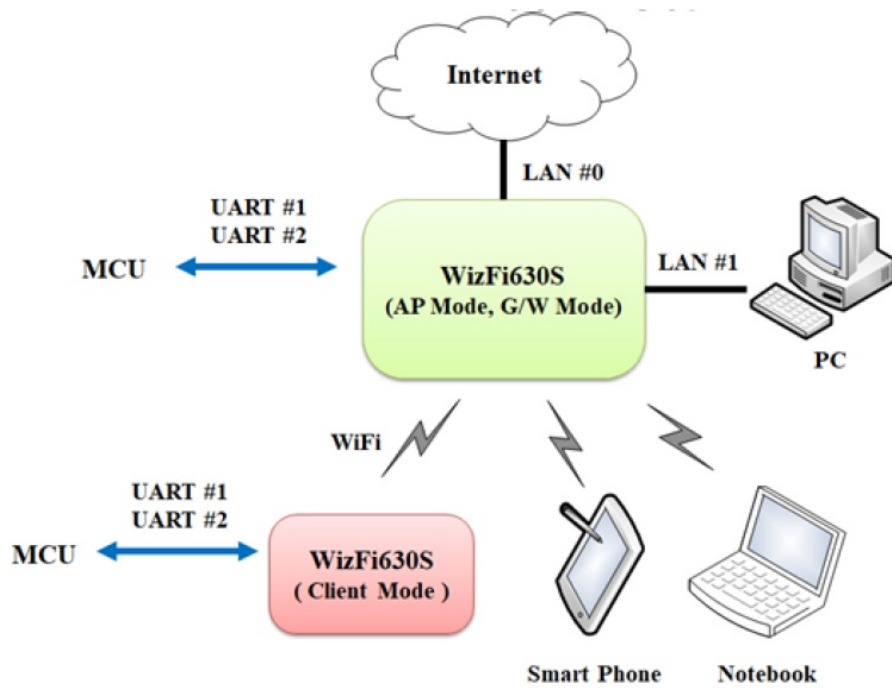 Internet
LAN #0
UART #1
UART #2
MCU
WizFi630S
(AP Mode, G/W Mode)
LAN #1
PC
WiFi
UART #1
UART #2
MCU
WizFi630S
( Client Mode )
Smart Phone
Notebook